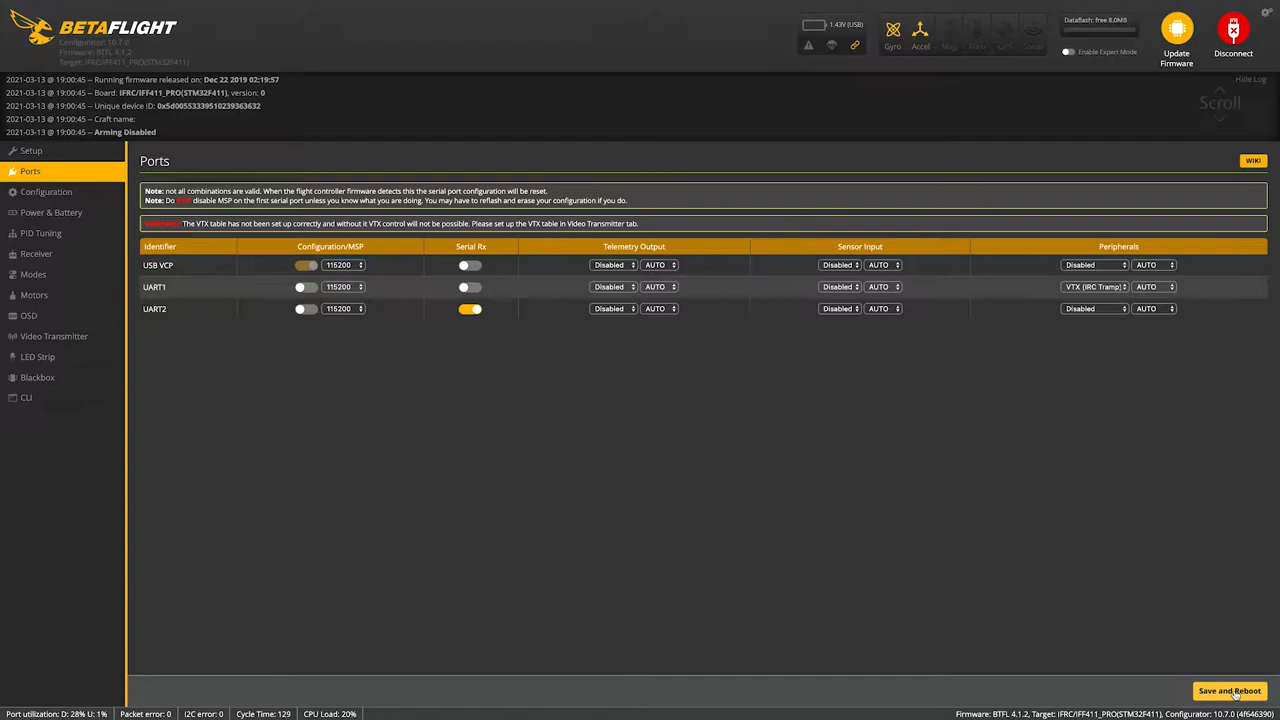 BETAFLIGHT
Configurator: 10.7.0
Firmware: BTFL 4.1.2
Target: IFRC/IFF411_PRO(STM32F411)
1.43V (USB)
Gyro Accel Mag Baro GPS Sonar
Dataflash: free 8.0MB
Enable Expert Mode
Update Firmware
Disconnect
2021-03-13 @ 19:00:45 -- Running firmware released on: Dec 22 2019 02:19:57
2021-03-13 @ 19:00:45 -- Board: IFRC/IFF411_PRO(STM32F411), version: 0
2021-03-13 @ 19:00:45 -- Unique device ID: 0x5d00553339510239363632
2021-03-13 @ 19:00:45 -- Craft name:
2021-03-13 @ 19:00:45 -- Arming Disabled
Hide Log
Scroll
Setup
Ports
Configuration
Power & Battery
PID Tuning
Receiver
Modes
Motors
OSD
Video Transmitter
LED Strip
Blackbox
CLI
Ports
WIKI
Note: not all combinations are valid. When the flight controller firmware detects this the serial port configuration will be reset.
Note: Do NOT disable MSP on the first serial port unless you know what you are doing. You may have to reflash and erase your configuration if you do.
The VTX table has not been set up correctly and without it VTX control will not be possible. Please set up the VTX table in Video Transmitter tab.
Identifier Configuration/MSP Serial Rx Telemetry Output Sensor Input Peripherals
USB VCP 115200 Disabled AUTO Disabled AUTO Disabled AUTO
UART1 115200 Disabled AUTO Disabled AUTO VTX (IRC Tramp) AUTO
UART2 115200 Disabled AUTO Disabled AUTO Disabled AUTO
Save and Reboot
Port utilization: D: 28% U: 1% Packet error: 0 I2C error: 0 Cycle Time: 129 CPU Load: 20% Firmware: BTFL 4.1.2, Target: IFRC/IFF411_PRO(STM32F411), Configurator: 10.7.0 (4f646390)